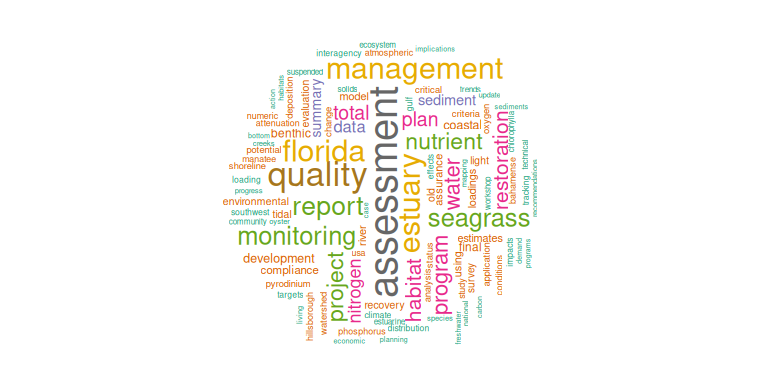 ecosystem
implications
interagency
atmospheric
management
suspended
solids
model
critical
trends
update
action
habitats
deposition
evaluation
summary
gulf
sediment
sediments
numeric
change
total
data
plan
criteria
coastal
oxygen
attenuation
bottom
benthic
creeks
potential
manatee
shoreline
florida
nutrient
chlorophylla
restoration
assessment
quality
estuary
effects
assurance
old
water
mapping
loadings
light
workshop
bahamense
tracking
technical
recommendations
loading
progress
environmental
southwest
tidal
community
oyster
report
case
seagrass
monitoring
river
usa
development
compliance
pyrodinium
targets
project
nitrogen
habitat
program
analysis
status
using
final
estimates
study
survey
application
conditions
impacts
demand
programs
living
hillsborough
watershed
recovery
climate
estuarine
phosphorus
distribution
economic
planning
species
freshwater
national
carbon